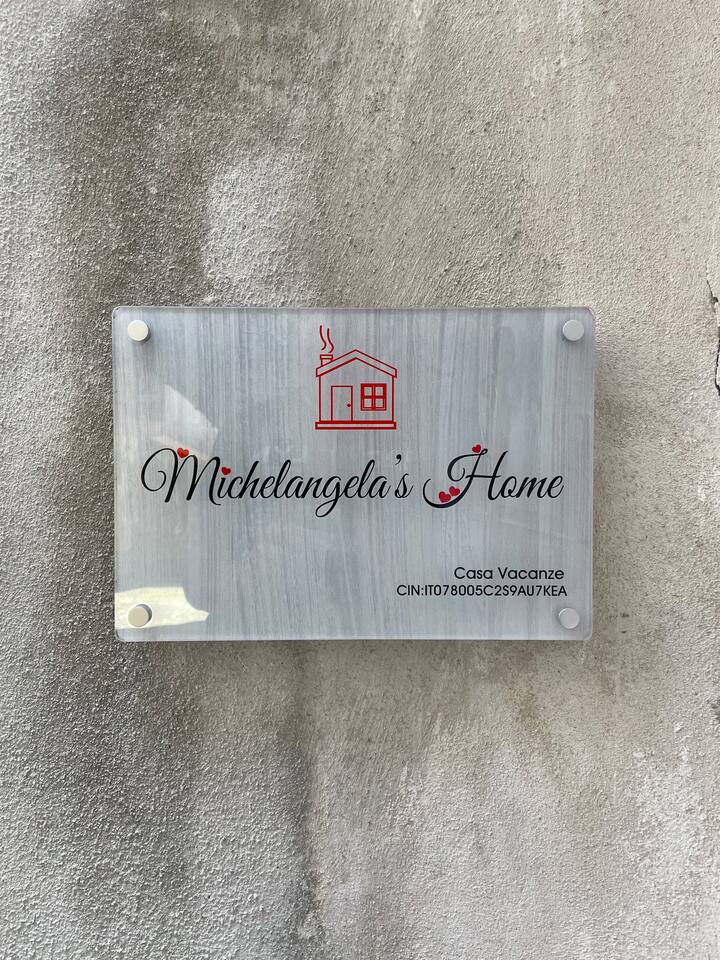 Michelangela's Home
Casa Vacanze
CIN:IT078005C2S9AU7KEA